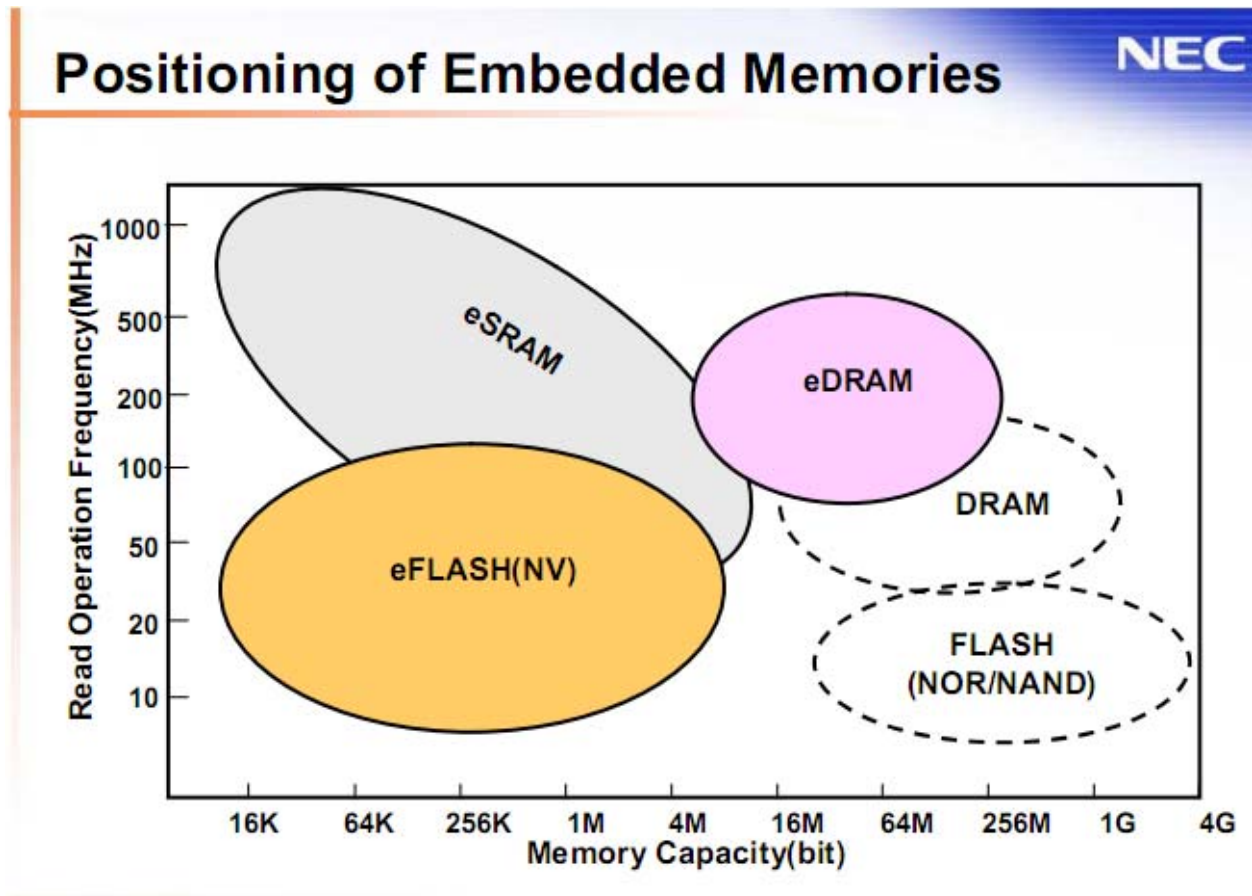 Positioning of Embedded Memories
NEC
Read Operation Frequency(MHz)
1000
500
200
100
50
20
10
eSRAM
eDRAM
DRAM
eFLASH(NV)
FLASH
(NOR/NAND)
16K 64K 256K 1M 4M 16M 64M 256M 1G 4G
Memory Capacity(bit)